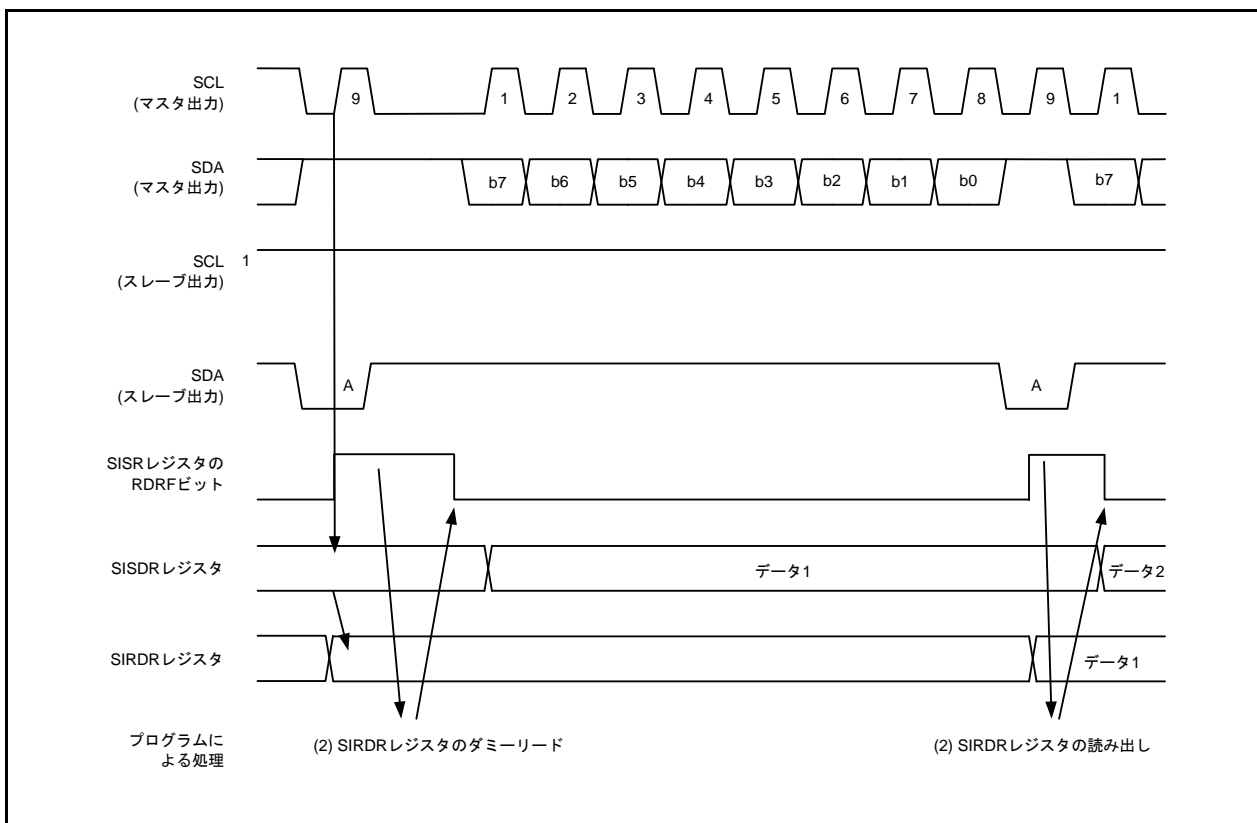 SCL
(マスタ出力)
9 1 2 3 4 5 6 7 8 9 1
SDA
(マスタ出力)
b7 b6 b5 b4 b3 b2 b1 b0 b7
SCL 1
(スレーブ出力)
SDA
(スレーブ出力)
A A
SISRレジスタの
RDRFビット
SISDRレジスタ データ1 データ2
SIRDRレジスタ データ1
プログラムに
よる処理
(2) SIRDRレジスタのダミーリード (2) SIRDRレジスタの読み出し